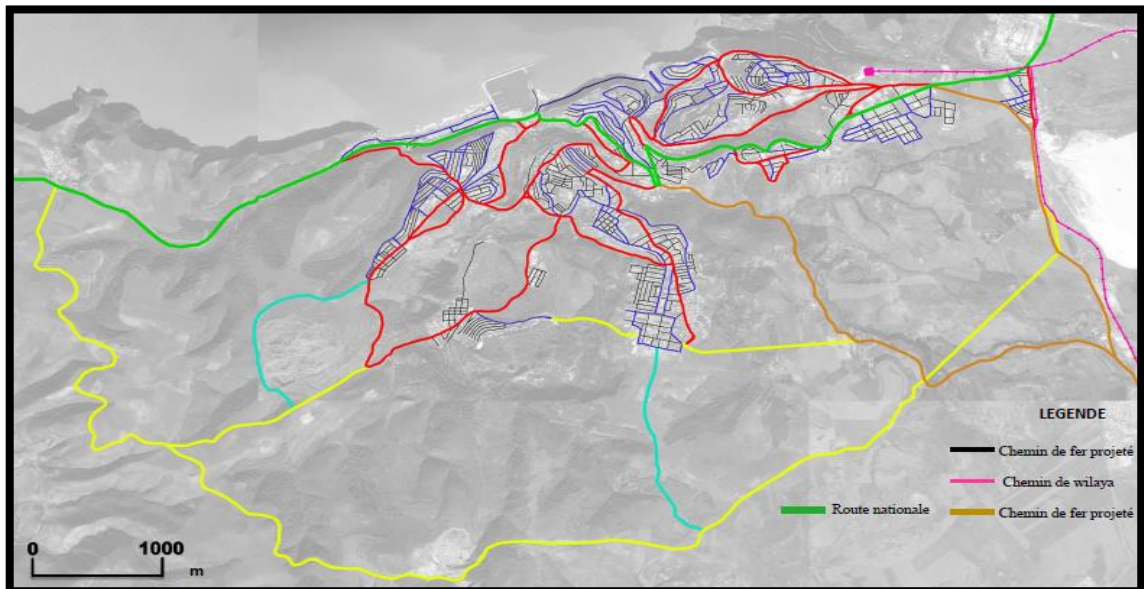 LEGENDE
Chemin de fer projeté
Chemin de wilaya
Route nationale
Chemin de fer projeté
0 1000
m